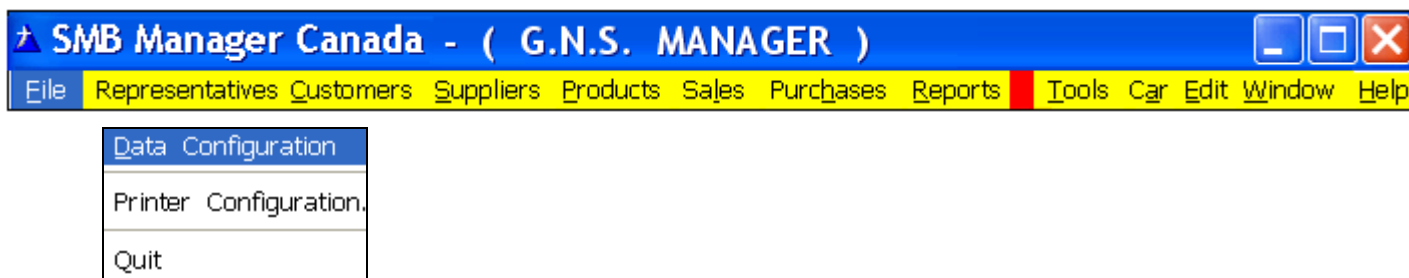 SMB Manager Canada - ( G.N.S. MANAGER )
File Representatives Customers Suppliers Products Sales Purchases Reports Tools Car Edit Window Help
Data Configuration
Printer Configuration.
Quit